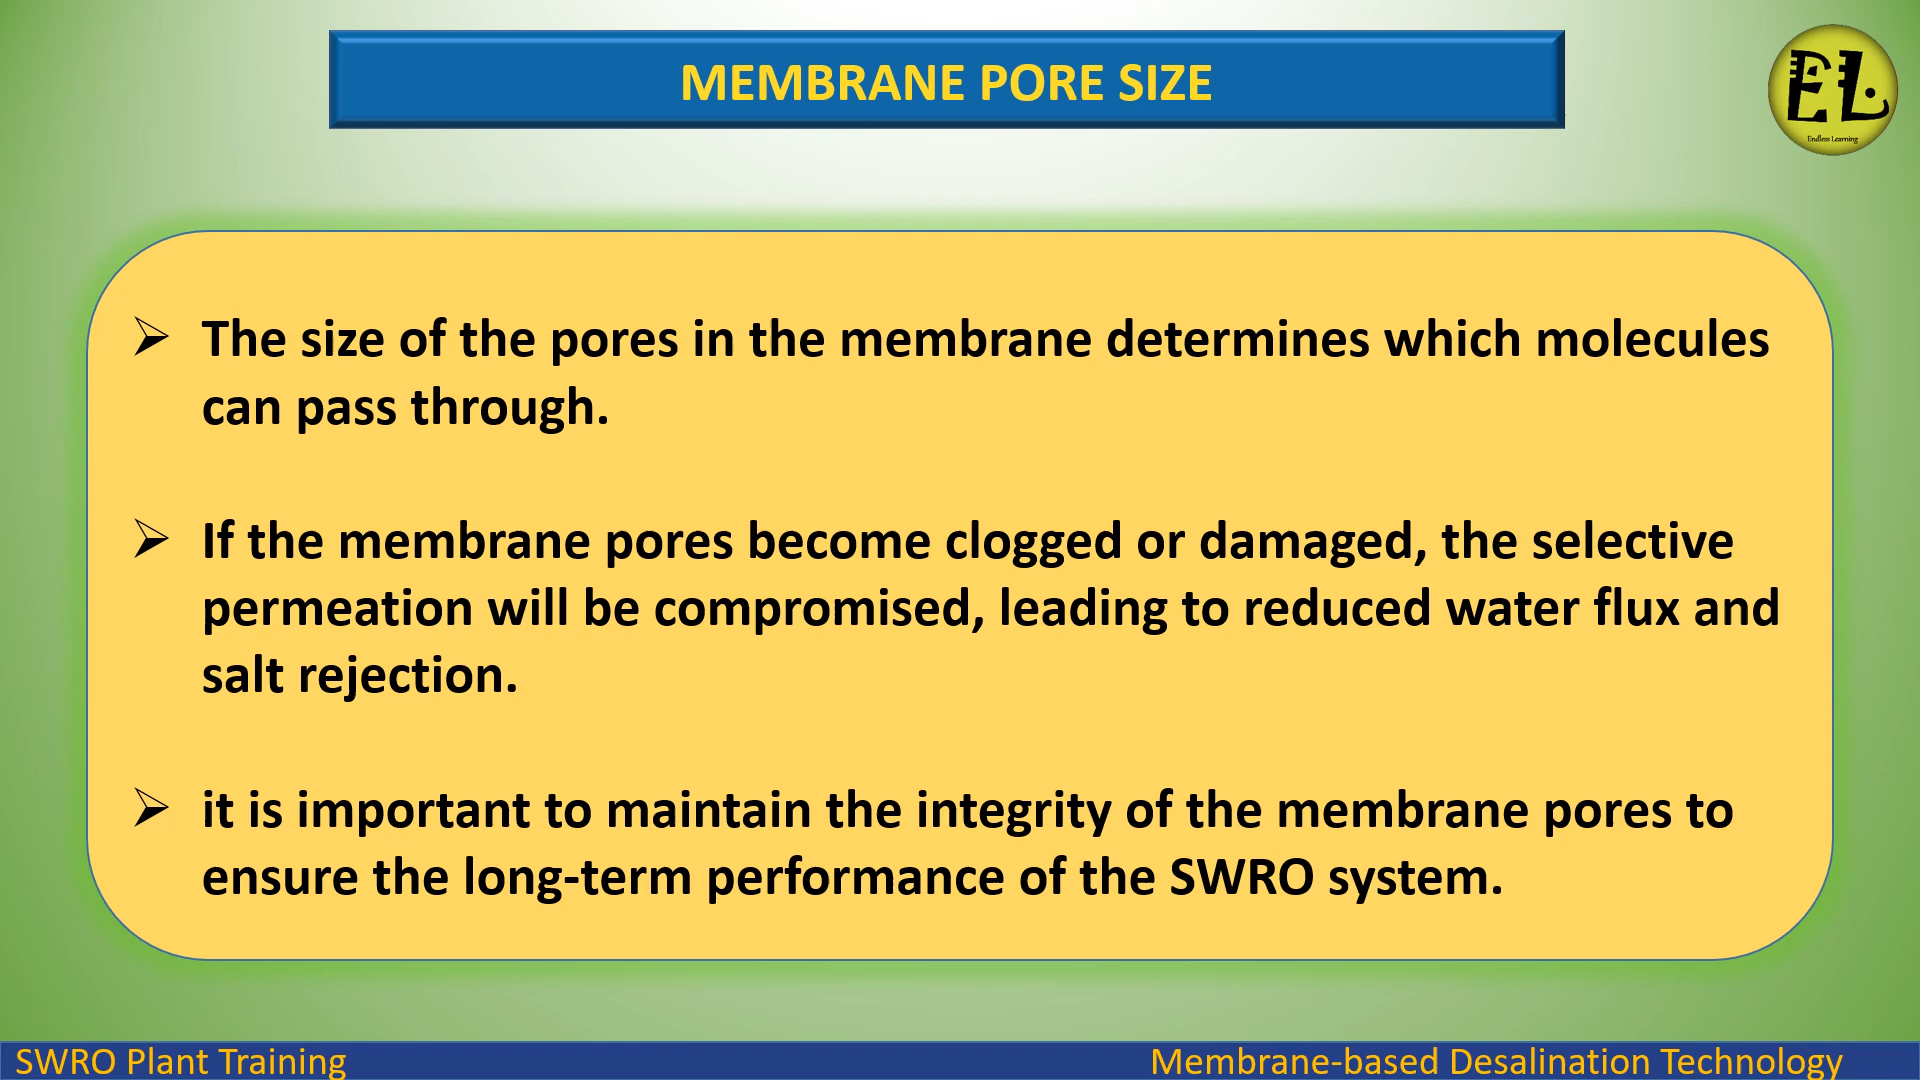 MEMBRANE PORE SIZE
EL
Endless Learning
The size of the pores in the membrane determines which molecules
can pass through.
If the membrane pores become clogged or damaged, the selective
permeation will be compromised, leading to reduced water flux and
salt rejection.
it is important to maintain the integrity of the membrane pores to
ensure the long-term performance of the SWRO system.
SWRO Plant Training
Membrane-based Desalination Technology